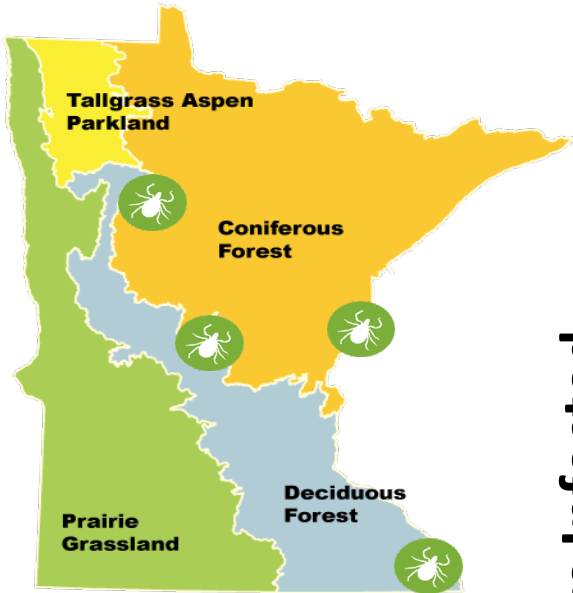 Tallgrass Aspen
Parkland
Coniferous
Forest
Deciduous
Forest
Prairie
Grassland